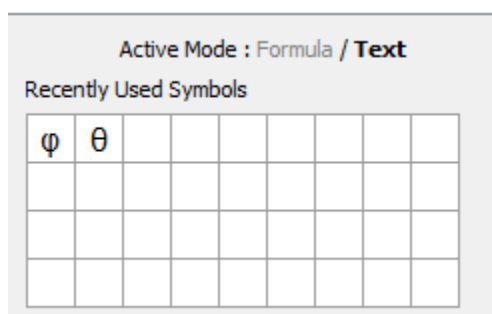 Active Mode : Formula / Text
Recently Used Symbols
φ θ